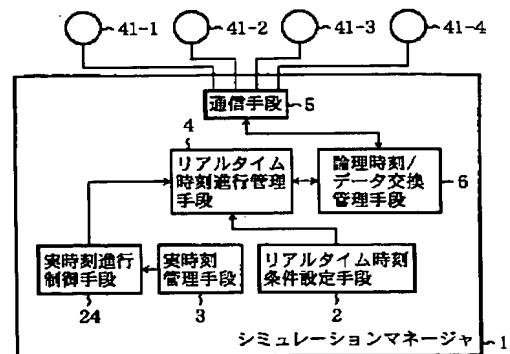 41-1
41-2
41-3
41-4
通信手段
5
4
リアルタイム
時刻進行管理
手段
論理時刻/
データ交換
管理手段
6
実時刻進行
制御手段
24
実時刻
管理手段
3
リアルタイム時刻
条件設定手段
2
シミュレーションマネージャ
1